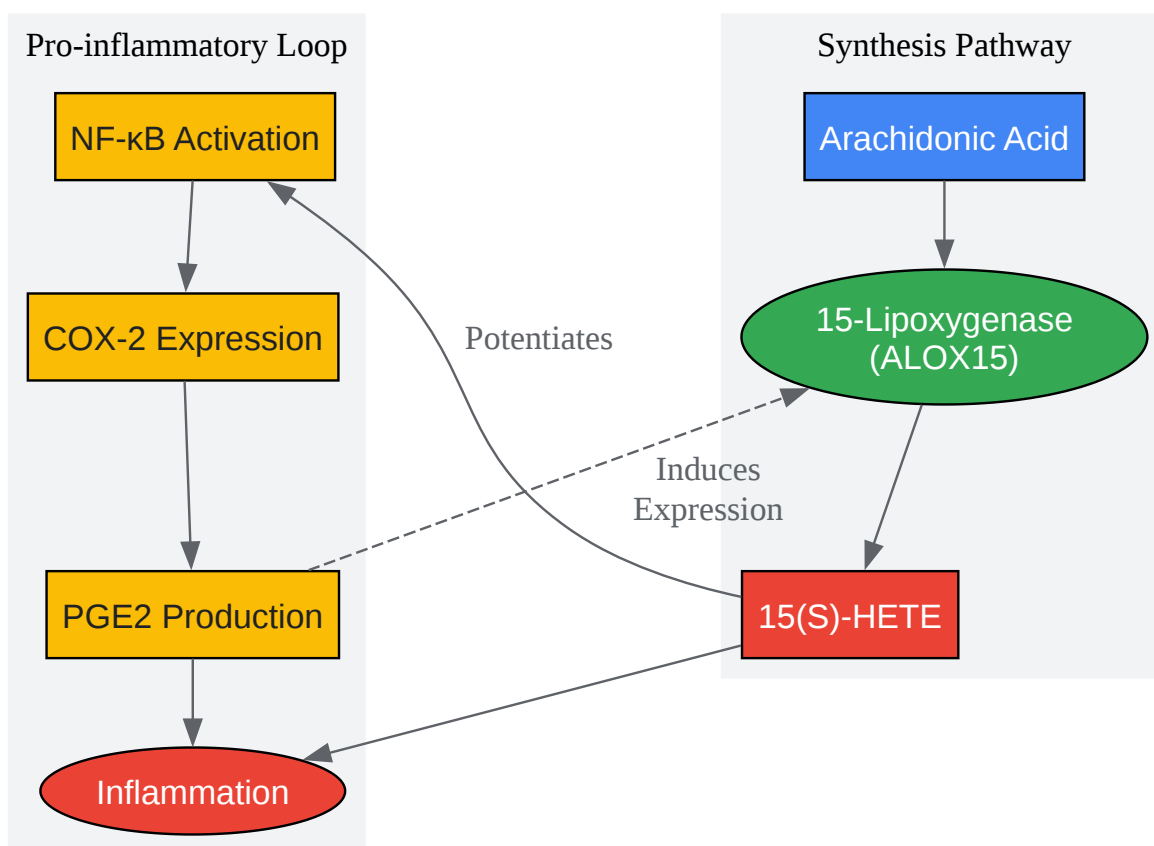 Pro-inflammatory Loop
NF-κB Activation
COX-2 Expression
PGE2 Production
Inflammation
Potentiates
Induces
Expression
Synthesis Pathway
Arachidonic Acid
15-Lipoxygenase
(ALOX15)
15(S)-HETE